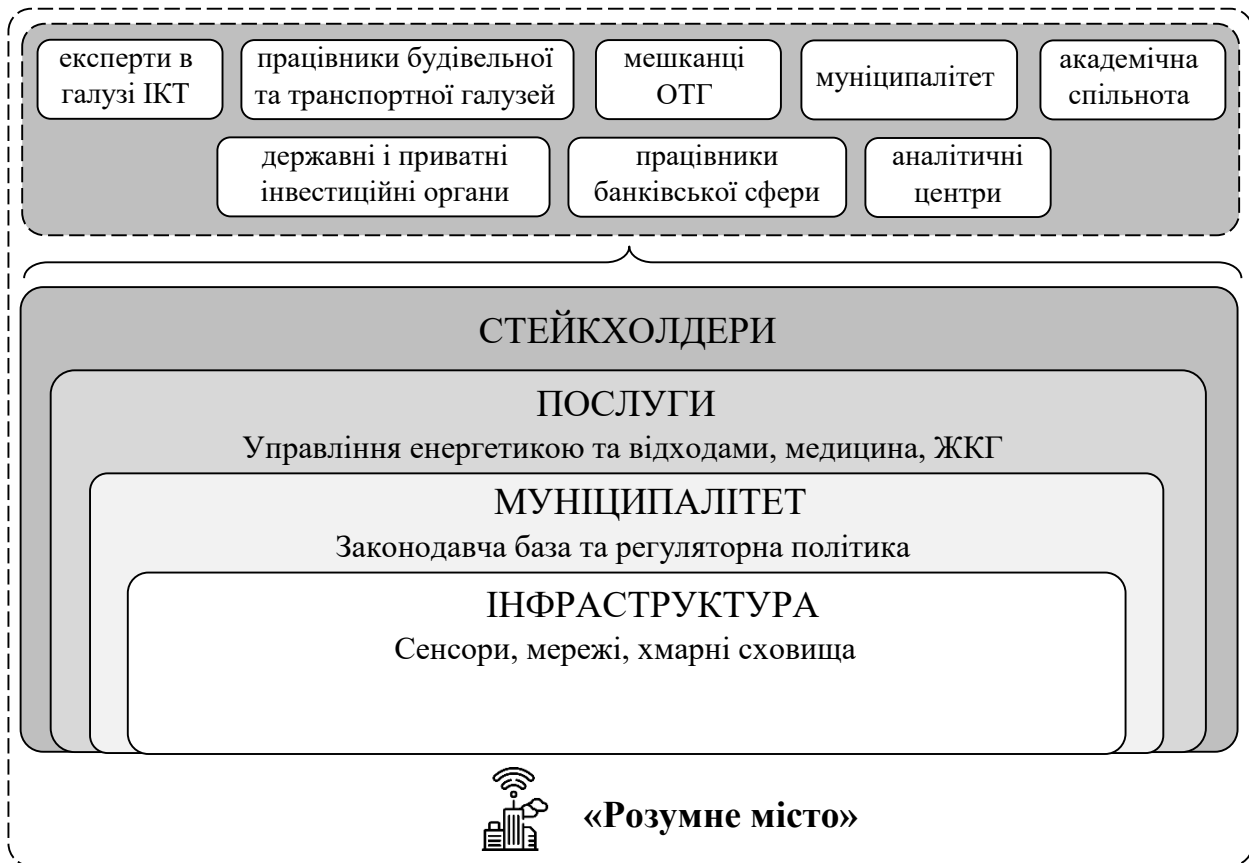 експерти в
галузі ІКТ
працівники будівельної
та транспортної галузей
мешканці
ОТГ
муніципалітет
академічна
спільнота
державні і приватні
інвестиційні органи
працівники
банківської сфери
аналітичні
центри
СТЕЙКХОЛДЕРИ
ПОСЛУГИ
Управління енергетикою та відходами, медицина, ЖКГ
МУНІЦИПАЛІТЕТ
Законодавча база та регуляторна політика
ІНФРАСТРУКТУРА
Сенсори, мережі, хмарні сховища
«Розумне місто»